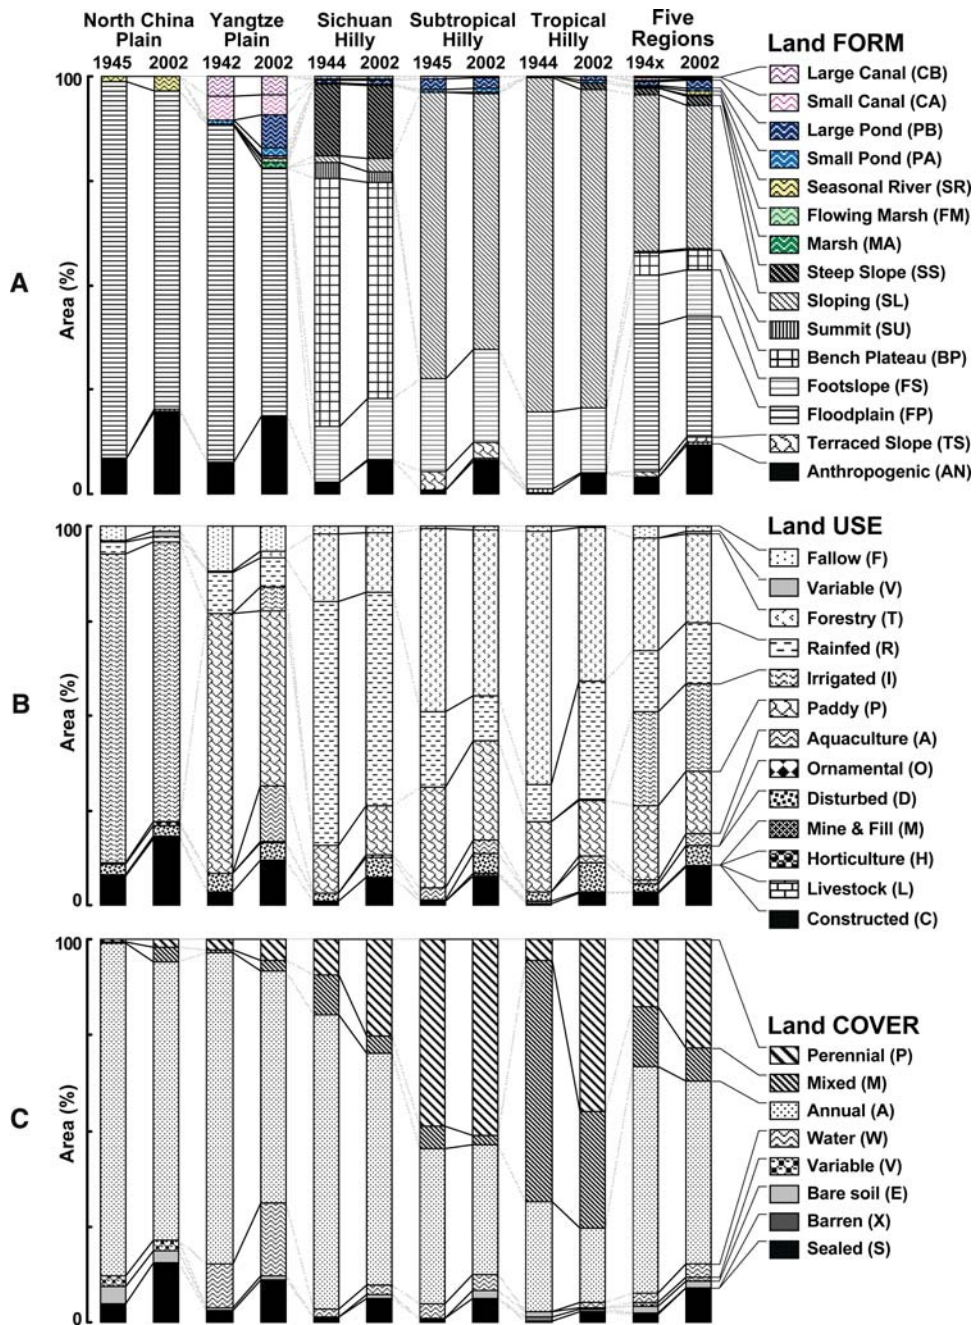 North China Plain
Yangtze Plain
Sichuan Hilly
Subtropical Hilly
Tropical Hilly
Five Regions
1945 2002
1942 2002
1944 2002
1945 2002
1944 2002
194x 2002
Land FORM
100
Large Canal (CB)
Small Canal (CA)
Large Pond (PB)
Small Pond (PA)
Seasonal River (SR)
Flowing Marsh (FM)
Marsh (MA)
Steep Slope (SS)
A
Area (%)
Sloping (SL)
Summit (SU)
Bench Plateau (BP)
Footslope (FS)
Floodplain (FP)
Terraced Slope (TS)
Anthropogenic (AN)
0
Land USE
100
Fallow (F)
Variable (V)
Forestry (T)
Rainfed (R)
Irrigated (I)
B
Area (%)
Paddy (P)
Aquaculture (A)
Ornamental (O)
Disturbed (D)
Mine & Fill (M)
Horticulture (H)
Livestock (L)
Constructed (C)
0
100
Land COVER
Perennial (P)
Mixed (M)
C
Area (%)
Annual (A)
Water (W)
Variable (V)
Bare soil (E)
Barren (X)
Sealed (S)
0